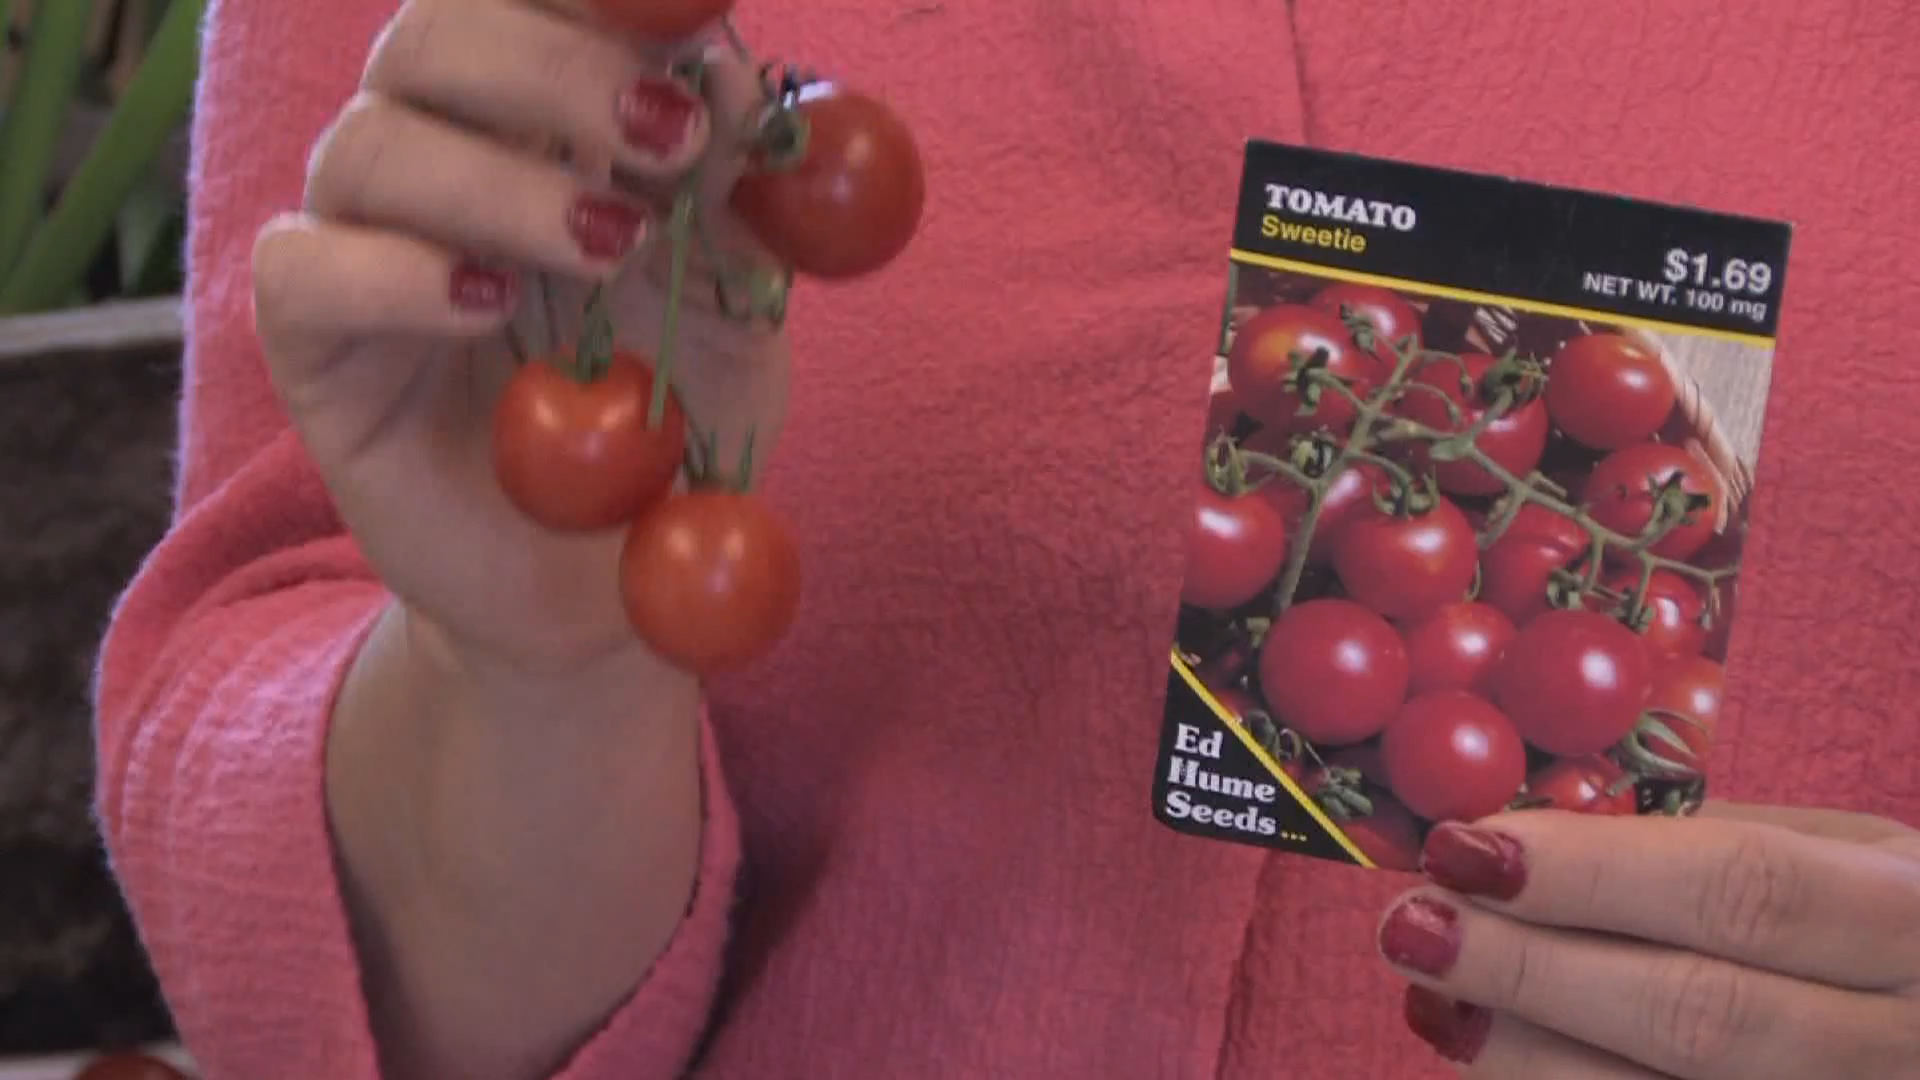 TOMATO
Sweetie
$1.69
NET WT. 100 mg
Ed
Hume
Seeds...